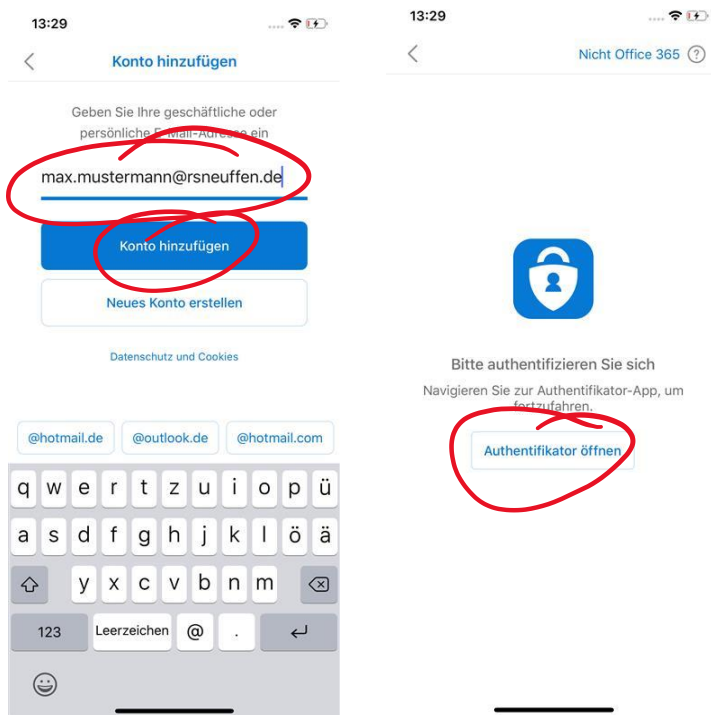 13:29
Konto hinzufügen
Geben Sie Ihre geschäftliche oder
persönliche E-Mail-Adresse ein
max.mustermann@rsneuffen.de
Konto hinzufügen
Neues Konto erstellen
Datenschutz und Cookies
@hotmail.de @outlook.de @hotmail.com
q w e r t z u i o p ü
a s d f g h j k l ö ä
y x c v b n m
123 Leerzeichen @ .
13:29
Nicht Office 365 ?
Bitte authentifizieren Sie sich
Navigieren Sie zur Authentifikator-App, um
fortzufahren.
Authentifikator öffnen